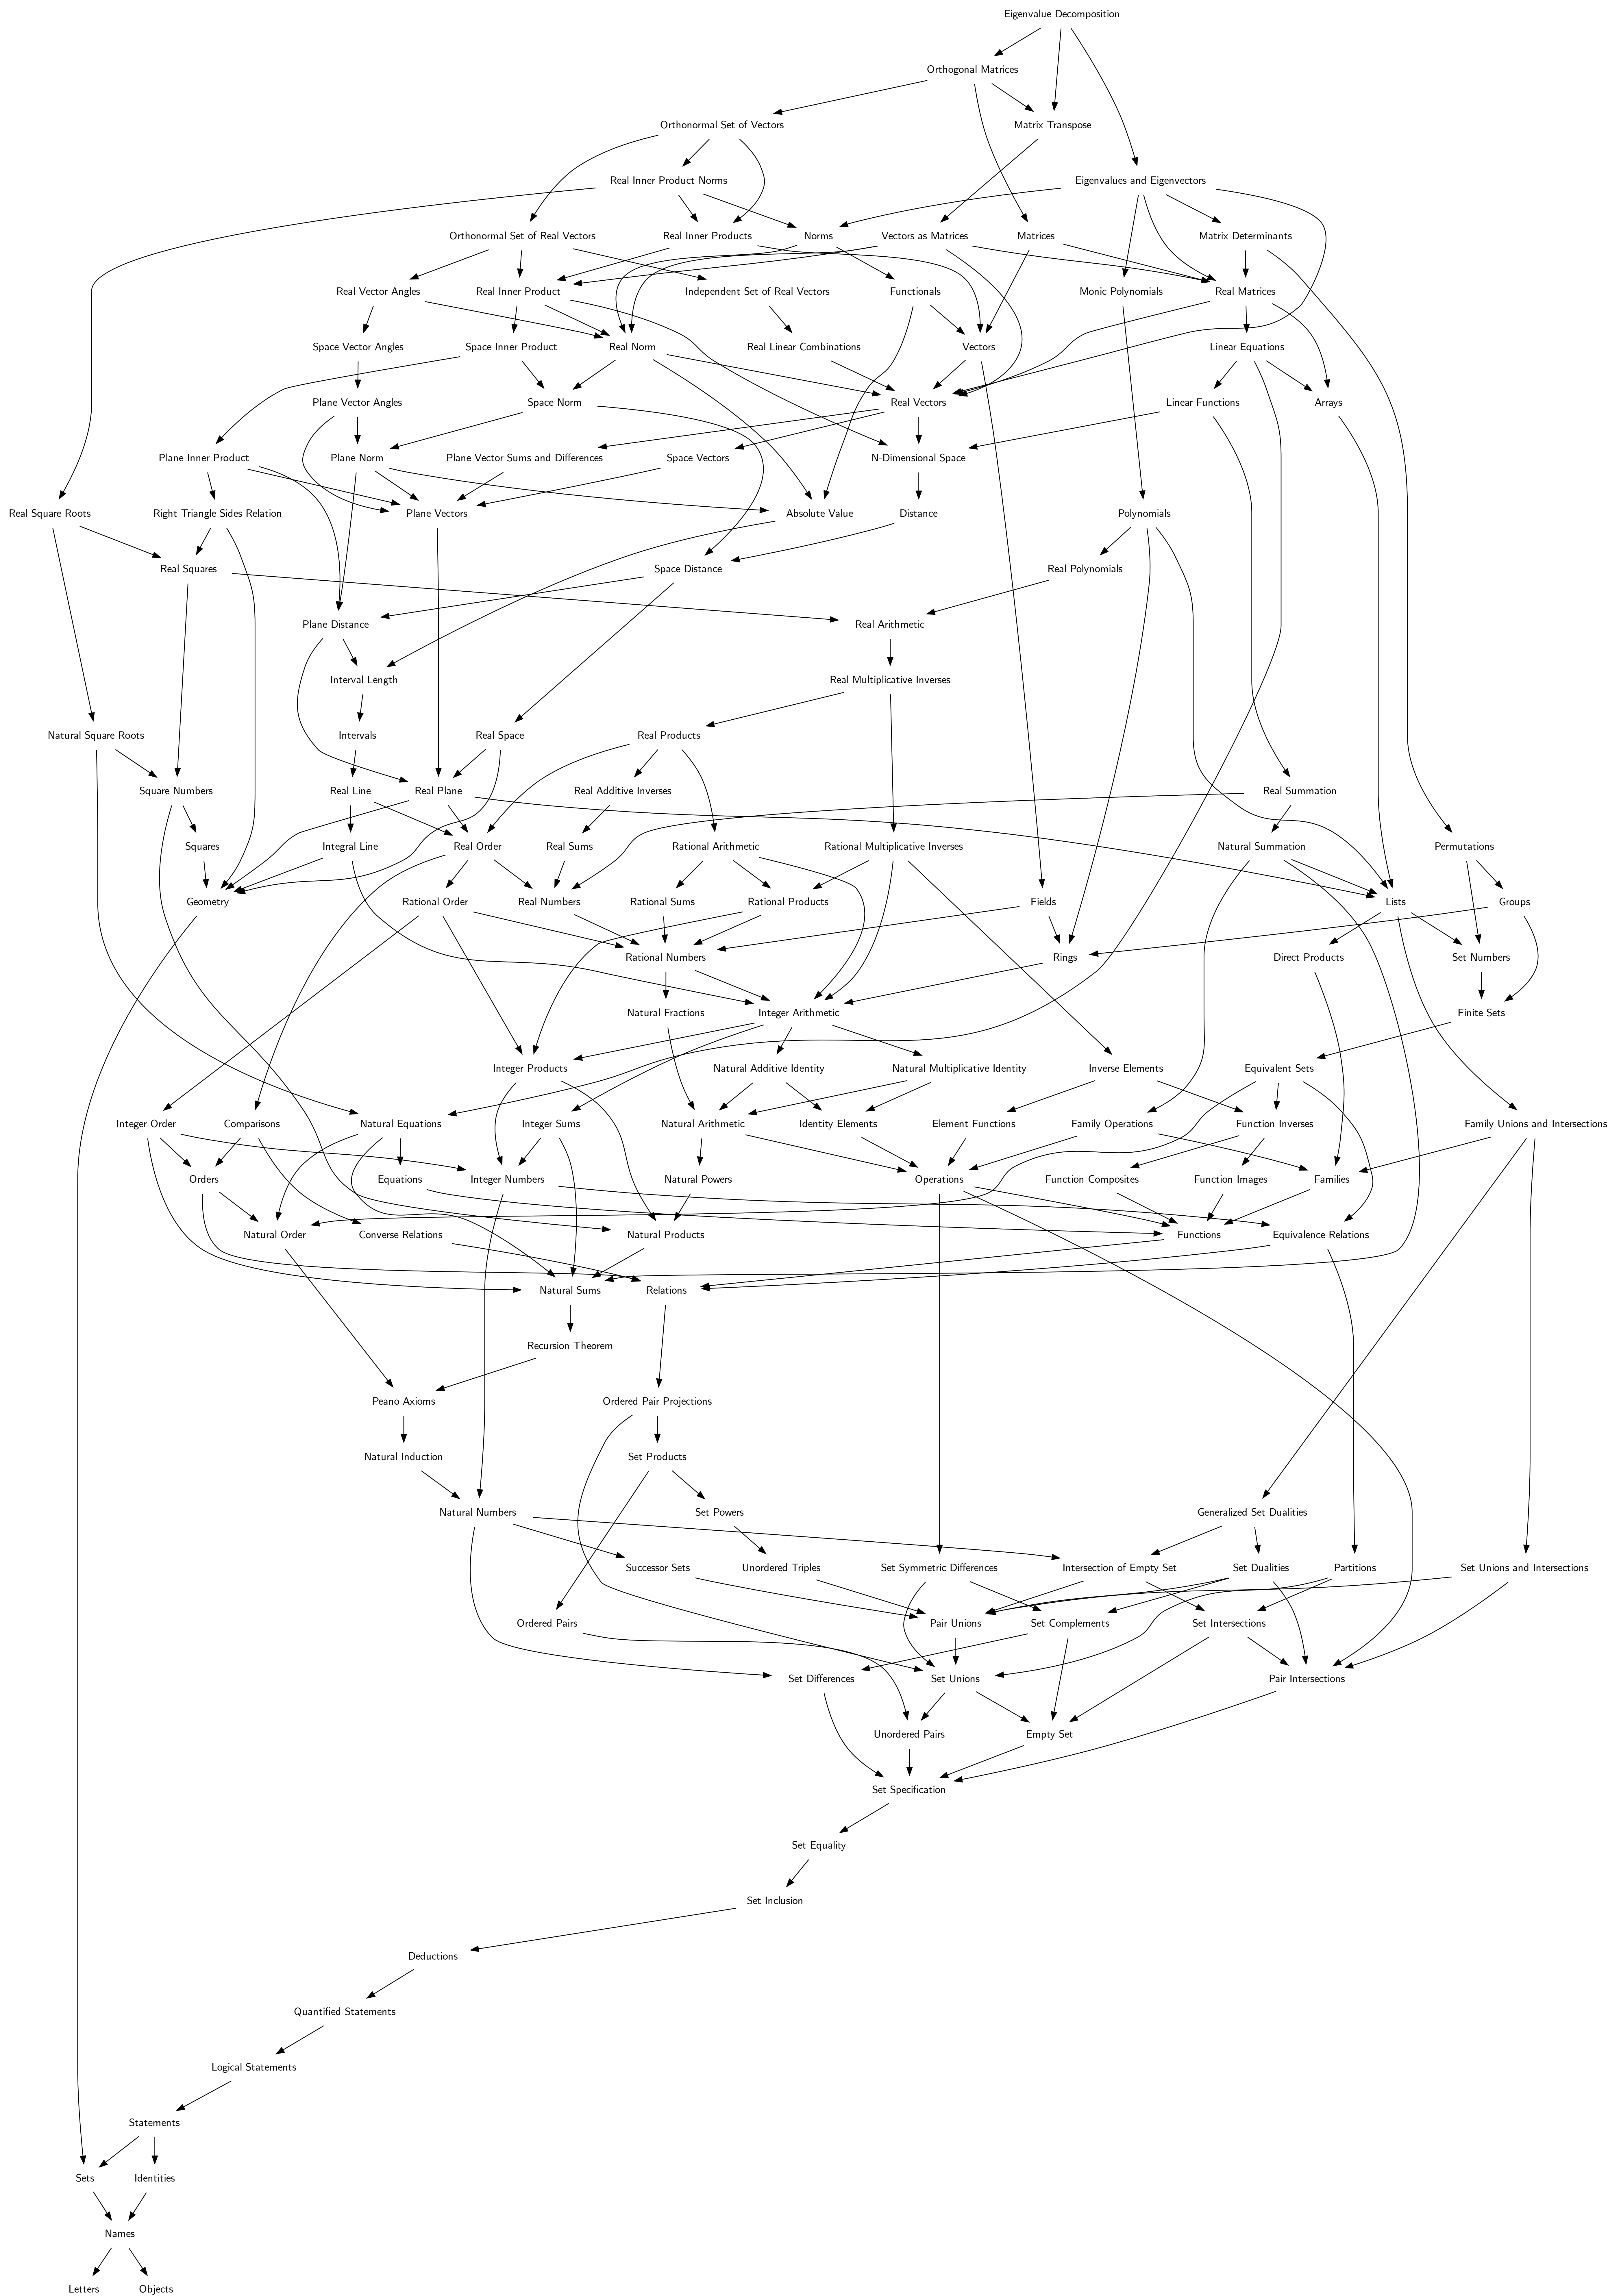 Eigenvalue Decomposition
Orthogonal Matrices
Orthonormal Set of Vectors
Matrix Transpose
Real Inner Product Norms
Eigenvalues and Eigenvectors
Orthonormal Set of Real Vectors
Real Inner Products
Norms
Vectors as Matrices
Matrices
Matrix Determinants
Real Vector Angles
Real Inner Product
Independent Set of Real Vectors
Functionals
Monic Polynomials
Real Matrices
Space Vector Angles
Space Inner Product
Real Norm
Real Linear Combinations
Vectors
Linear Equations
Plane Vector Angles
Space Norm
Real Vectors
Linear Functions
Arrays
Plane Inner Product
Plane Norm
Plane Vector Sums and Differences
Space Vectors
N-Dimensional Space
Real Square Roots
Right Triangle Sides Relation
Plane Vectors
Absolute Value
Distance
Polynomials
Real Squares
Space Distance
Real Polynomials
Plane Distance
Real Arithmetic
Interval Length
Real Multiplicative Inverses
Natural Square Roots
Intervals
Real Space
Real Products
Square Numbers
Real Line
Real Plane
Real Additive Inverses
Real Summation
Squares
Integral Line
Real Order
Real Sums
Rational Arithmetic
Rational Multiplicative Inverses
Natural Summation
Permutations
Geometry
Rational Order
Real Numbers
Rational Sums
Rational Products
Fields
Lists
Groups
Rational Numbers
Rings
Direct Products
Set Numbers
Natural Fractions
Integer Arithmetic
Finite Sets
Integer Products
Natural Additive Identity
Natural Multiplicative Identity
Inverse Elements
Equivalent Sets
Integer Order
Comparisons
Natural Equations
Integer Sums
Natural Arithmetic
Identity Elements
Element Functions
Family Operations
Function Inverses
Family Unions and Intersections
Orders
Equations
Integer Numbers
Natural Powers
Operations
Function Composites
Function Images
Families
Natural Order
Converse Relations
Natural Products
Functions
Equivalence Relations
Natural Sums
Relations
Recursion Theorem
Peano Axioms
Ordered Pair Projections
Natural Induction
Set Products
Natural Numbers
Set Powers
Generalized Set Dualities
Successor Sets
Unordered Triples
Set Symmetric Differences
Intersection of Empty Set
Set Dualities
Partitions
Set Unions and Intersections
Ordered Pairs
Pair Unions
Set Complements
Set Intersections
Set Differences
Set Unions
Pair Intersections
Unordered Pairs
Empty Set
Set Specification
Set Equality
Set Inclusion
Deductions
Quantified Statements
Logical Statements
Statements
Sets
Identities
Names
Letters
Objects